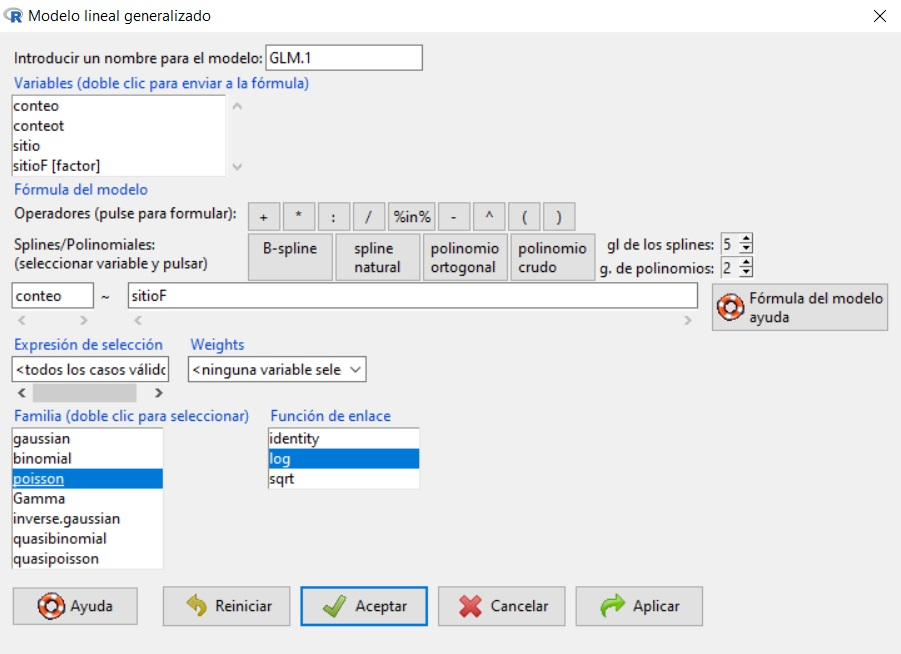 Modelo lineal generalizado
Introducir un nombre para el modelo: GLM.1
Variables (doble clic para enviar a la fórmula)
conteo
conteot
sitio
sitioF [factor]
Fórmula del modelo
Operadores (pulse para formular): + * : / %in% - ^ ( )
Splines/Polinomiales:
(seleccionar variable y pulsar)
B-spline
spline
natural
polinomio
ortogonal
polinomio
crudo
gl de los splines: 5
g. de polinomios: 2
conteo ~ sitioF
Fórmula del modelo
ayuda
Expresión de selección
<todos los casos válido
Weights
<ninguna variable sele
Familia (doble clic para seleccionar)
gaussian
binomial
poisson
Gamma
inverse.gaussian
quasibinomial
quasipoisson
Función de enlace
identity
log
sqrt
Ayuda
Reiniciar
Aceptar
Cancelar
Aplicar